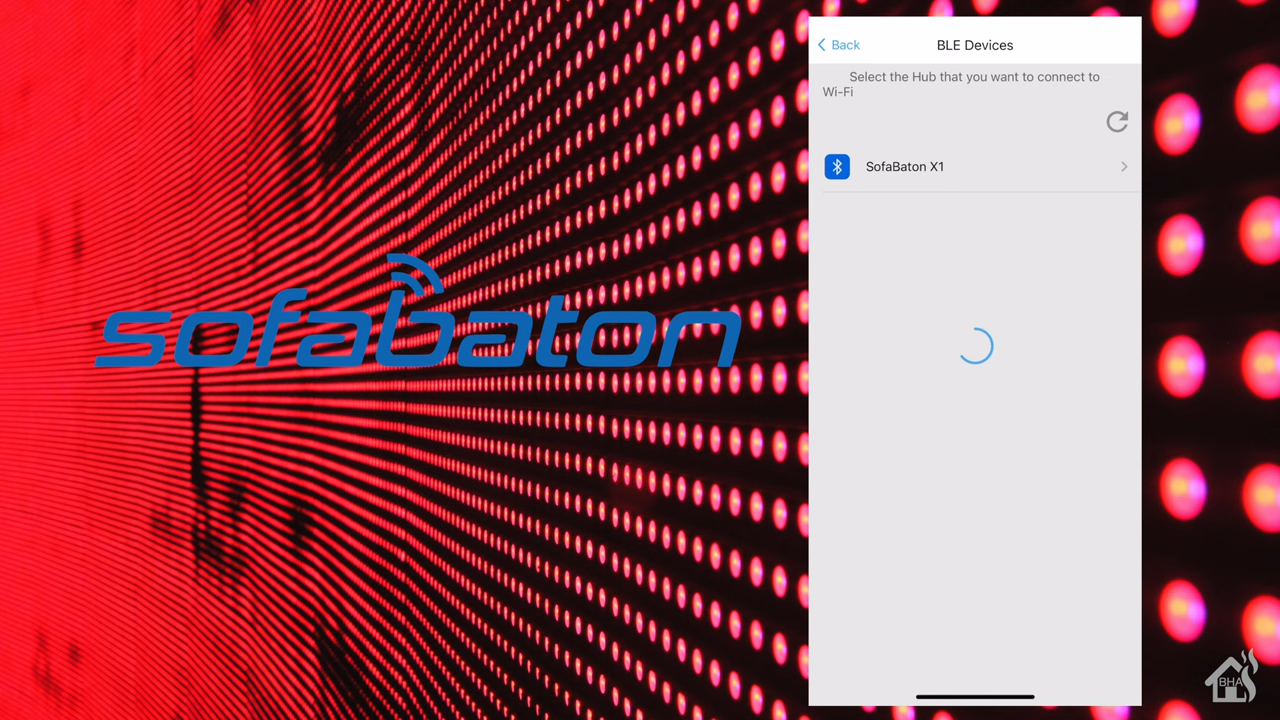 sofabaton
Back
BLE Devices
Select the Hub that you want to connect to
Wi-Fi
SofaBaton X1
BHA